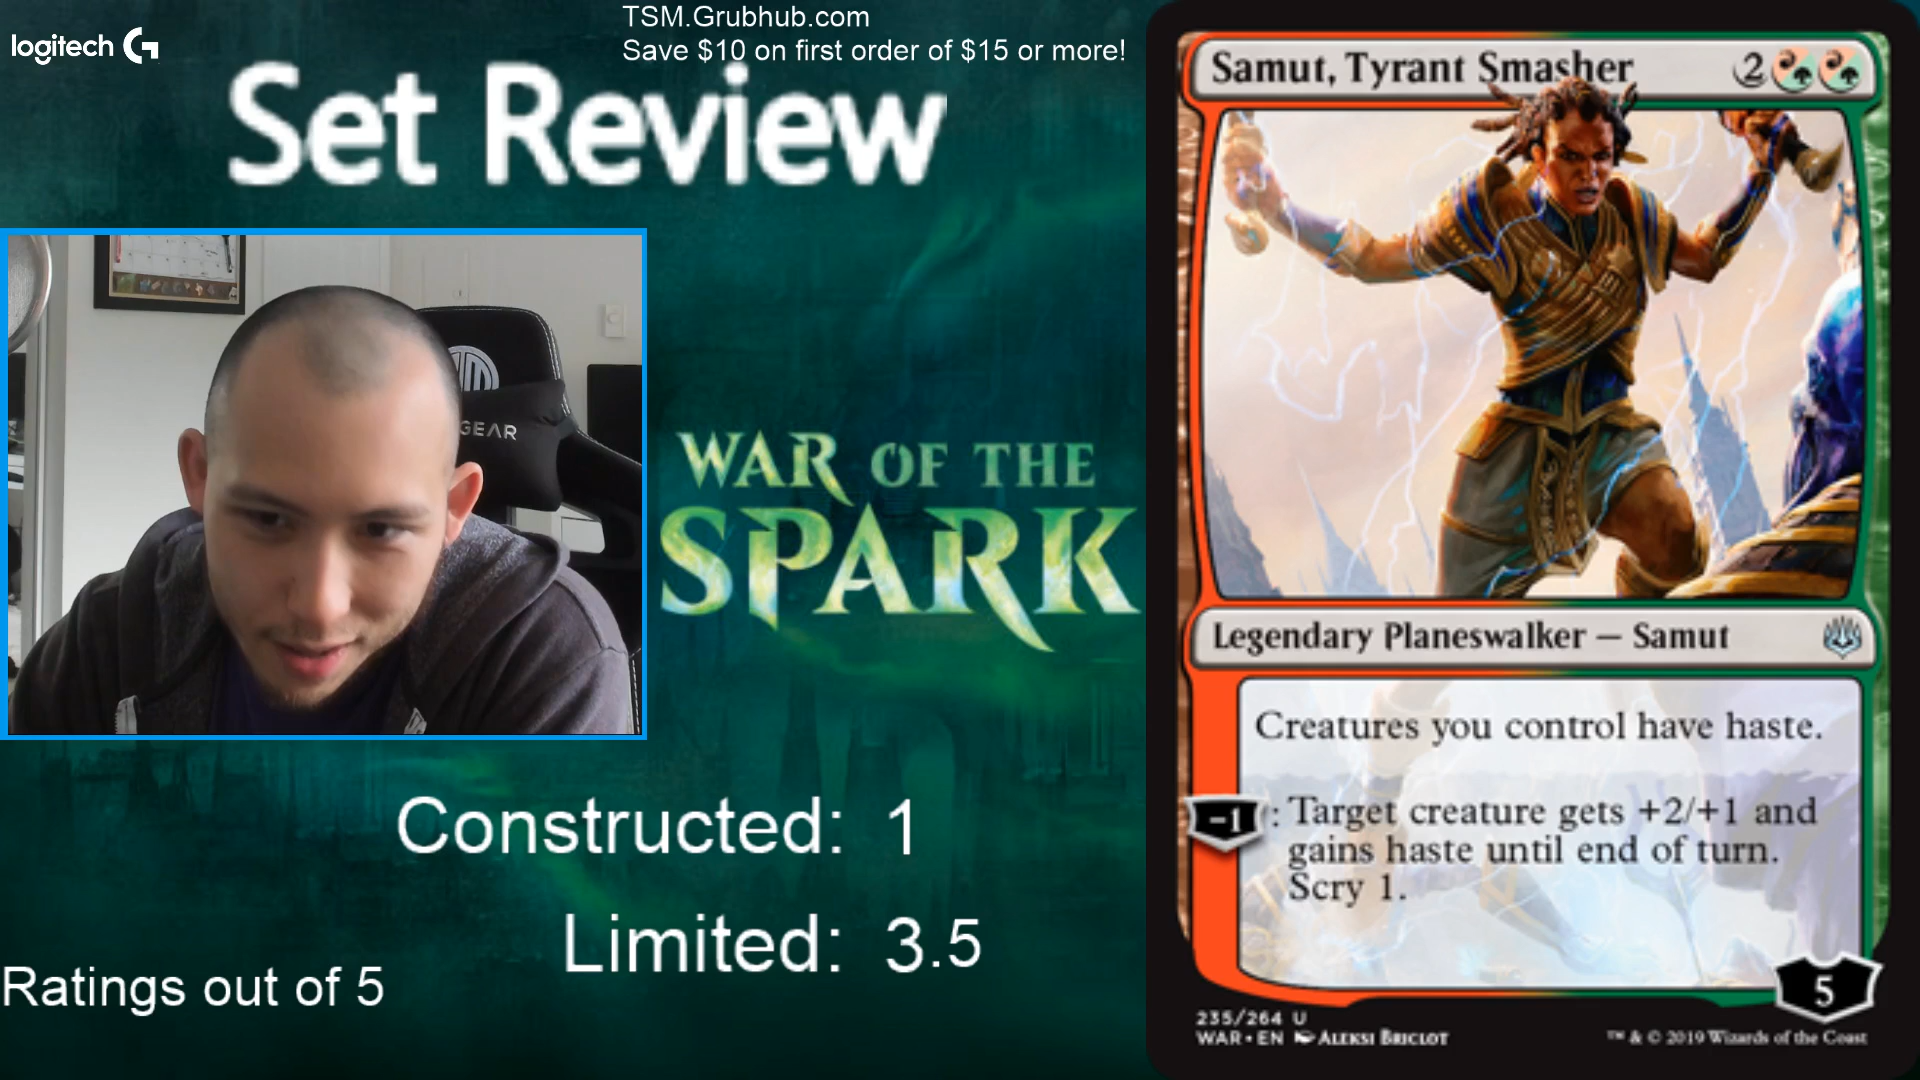 logitech G
TSM.Grubhub.com
Save $10 on first order of $15 or more!
Set Review
GEAR
WAR OF THE
SPARK
Constructed: 1
Limited: 3.5
Ratings out of 5
Samut, Tyrant Smasher 2
Legendary Planeswalker — Samut
Creatures you control have haste.
-1: Target creature gets +2/+1 and
gains haste until end of turn.
Scry 1.
5
235/264 U
WAR • EN Aleksi Briclot
™ & © 2019 Wizards of the Coast